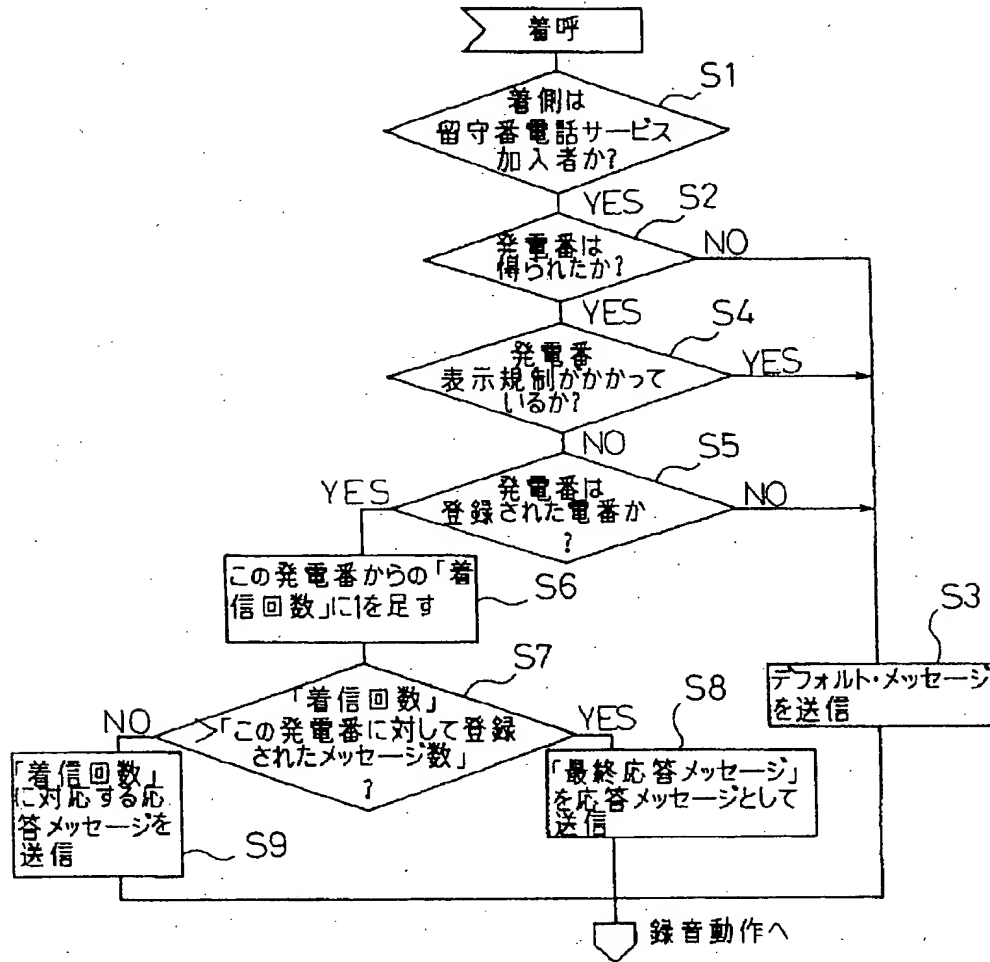 着呼
S1
着側は
留守番電話サービス
加入者か?
YES
S2
発電番は
得られたか?
NO
YES
S4
発電番
表示規制がかかって
いるか?
YES
NO
S5
発電番は
登録された電番か
?
YES
NO
この発電番からの「着
信回数」に1を足す
S6
S3
デフォルト・メッセージ
を送信
S7
「着信回数」
>「この発電番に対して登録
されたメッセージ数」
?
NO
YES
S8
「最終応答メッセージ」
を応答メッセージとして
送信
「着信回数」
に対応する応
答メッセージを
送信
S9
録音動作へ